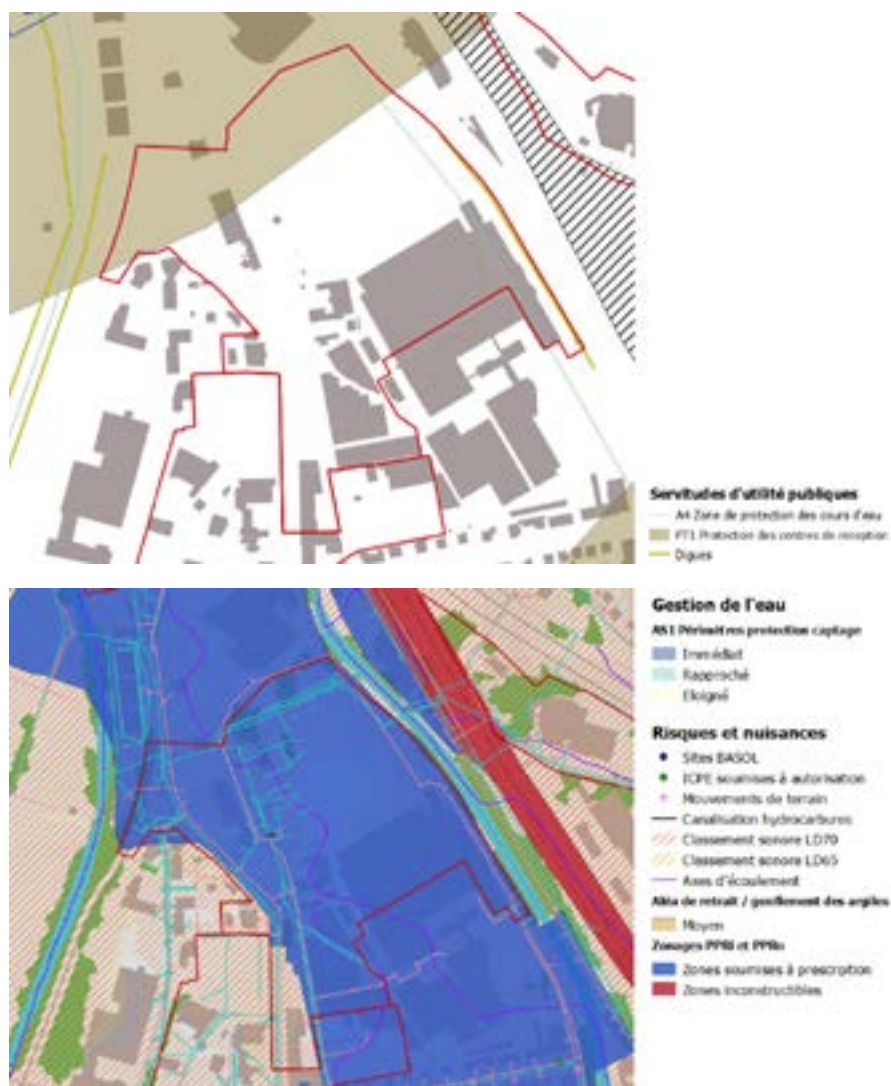 Servitudes d'utilité publiques
A4 Zone de protection des cours d'eau
PT1 Protection des centres de réception
Digues
Gestion de l'eau
AS1 Périmètres protection captage
Immédiat
Rapproché
Eloigné
Risques et nuisances
Sites BASOL
ICPE soumises à autorisation
Mouvements de terrain
Canalisation hydrocarbures
Classement sonore LD70
Classement sonore LD65
Axes d'écoulement
Aléa de retrait / gonflement des argiles
Moyen
Zonages PPRi et PPRn
Zones soumises à prescription
Zones inconstructibles